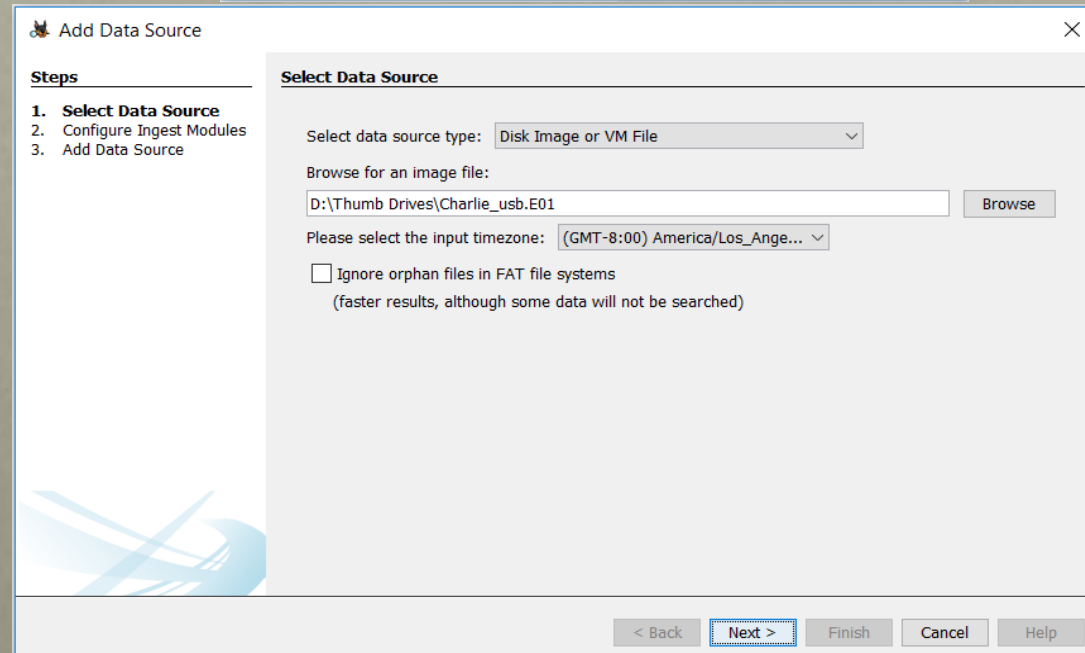 Add Data Source
Steps
1. Select Data Source
2. Configure Ingest Modules
3. Add Data Source
Select Data Source
Select data source type: Disk Image or VM File
Browse for an image file:
D:\Thumb Drives\Charlie_usb.E01 Browse
Please select the input timezone: (GMT-8:00) America/Los_Ange...
Ignore orphan files in FAT file systems
(faster results, although some data will not be searched)
< Back Next > Finish Cancel Help